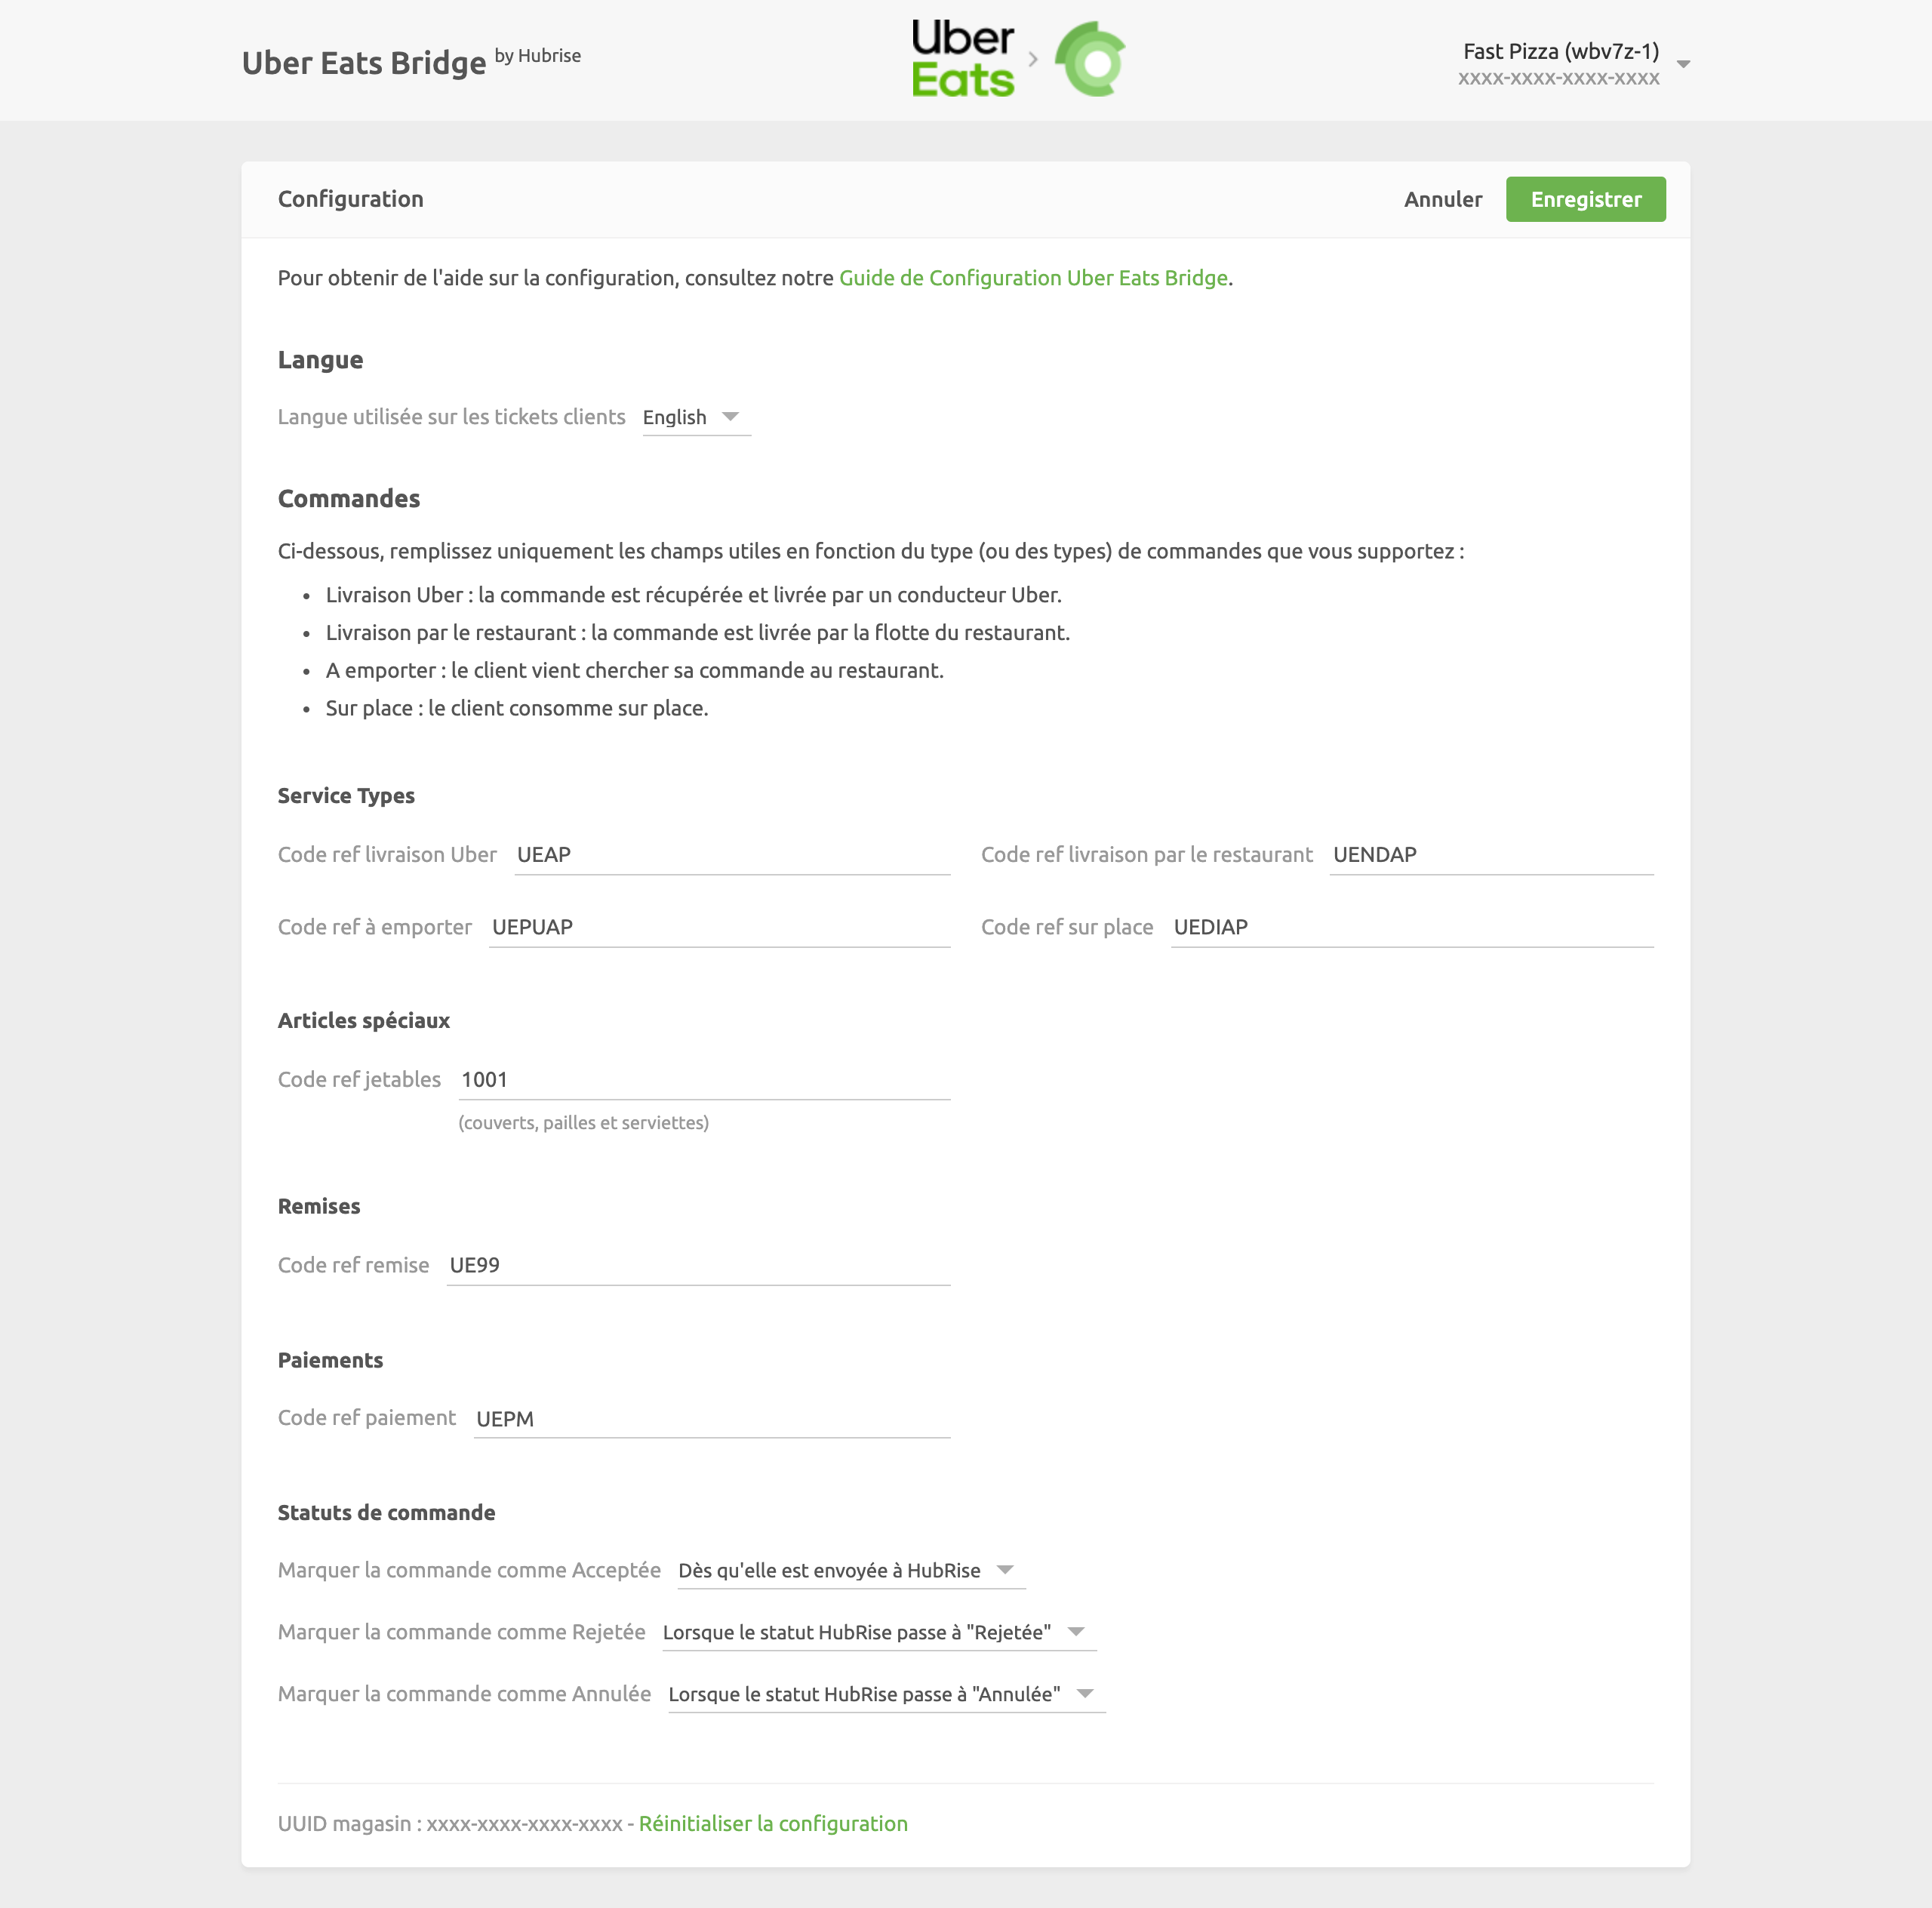 Uber Eats Bridge by Hubrise
Uber
Eats
Fast Pizza (wbv7z-1)
xxxx-xxxx-xxxx-xxxx
Configuration
Annuler
Enregistrer
Pour obtenir de l'aide sur la configuration, consultez notre Guide de Configuration Uber Eats Bridge.
Langue
Langue utilisée sur les tickets clients English
Commandes
Ci-dessous, remplissez uniquement les champs utiles en fonction du type (ou des types) de commandes que vous supportez :
• Livraison Uber : la commande est récupérée et livrée par un conducteur Uber.
• Livraison par le restaurant : la commande est livrée par la flotte du restaurant.
• A emporter : le client vient chercher sa commande au restaurant.
• Sur place : le client consomme sur place.
Service Types
Code ref livraison Uber UEAP
Code ref livraison par le restaurant UENDAP
Code ref à emporter UEPUAP
Code ref sur place UEDIAP
Articles spéciaux
Code ref jetables 1001
(couverts, pailles et serviettes)
Remises
Code ref remise UE99
Paiements
Code ref paiement UEPM
Statuts de commande
Marquer la commande comme Acceptée Dès qu'elle est envoyée à HubRise
Marquer la commande comme Rejetée Lorsque le statut HubRise passe à "Rejetée"
Marquer la commande comme Annulée Lorsque le statut HubRise passe à "Annulée"
UUID magasin : xxxx-xxxx-xxxx-xxxx - Réinitialiser la configuration